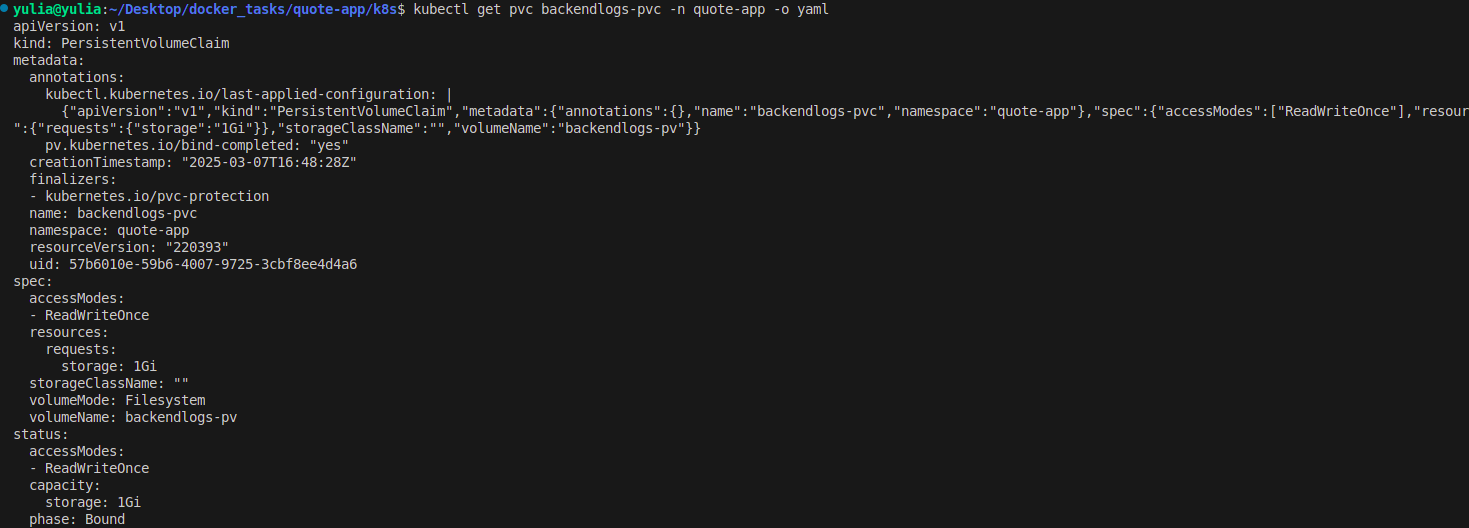 yulia@yulia:~/Desktop/docker_tasks/quote-app/k8s$ kubectl get pvc backendlogs-pvc -n quote-app -o yaml
apiVersion: v1
kind: PersistentVolumeClaim
metadata:
  annotations:
    kubectl.kubernetes.io/last-applied-configuration: |
      {"apiVersion":"v1","kind":"PersistentVolumeClaim","metadata":{"annotations":{},"name":"backendlogs-pvc","namespace":"quote-app"},"spec":{"accessModes":["ReadWriteOnce"],"resour
":{"requests":{"storage":"1Gi"}},"storageClassName":"","volumeName":"backendlogs-pv"}}
    pv.kubernetes.io/bind-completed: "yes"
  creationTimestamp: "2025-03-07T16:48:28Z"
  finalizers:
  - kubernetes.io/pvc-protection
  name: backendlogs-pvc
  namespace: quote-app
  resourceVersion: "220393"
  uid: 57b6010e-59b6-4007-9725-3cbf8ee4d4a6
spec:
  accessModes:
  - ReadWriteOnce
  resources:
    requests:
      storage: 1Gi
  storageClassName: ""
  volumeMode: Filesystem
  volumeName: backendlogs-pv
status:
  accessModes:
  - ReadWriteOnce
  capacity:
    storage: 1Gi
  phase: Bound